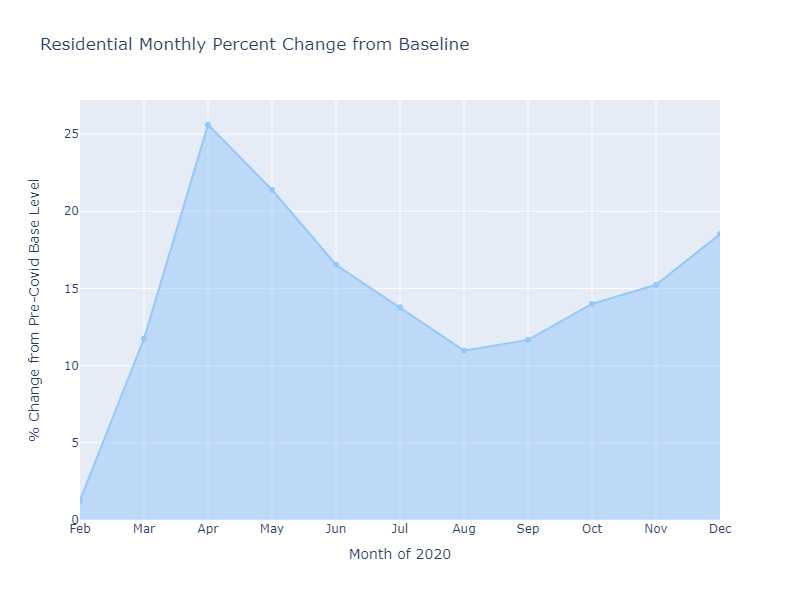 Residential Monthly Percent Change from Baseline
% Change from Pre-Covid Base Level
25
20
15
10
5
0
Feb Mar Apr May Jun Jul Aug Sep Oct Nov Dec
Month of 2020